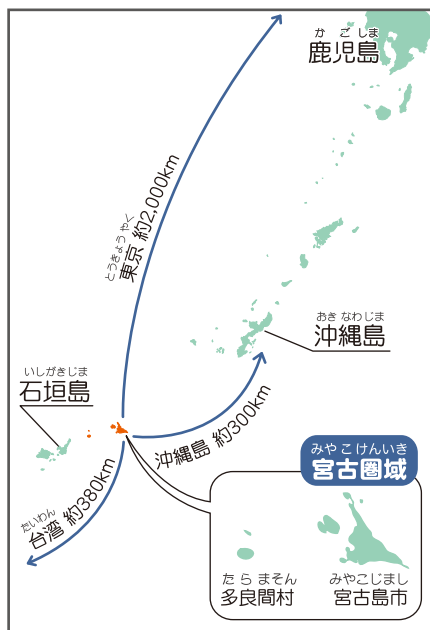 かごしま
鹿児島
とうきょう やく
東京 約2,000km
おきなわじま
沖縄島
いしがきじま
石垣島
沖縄島 約300km
たいわん
台湾 約380km
みやこけんいき
宮古圏域
たらまそん
多良間村
みやこじまし
宮古島市